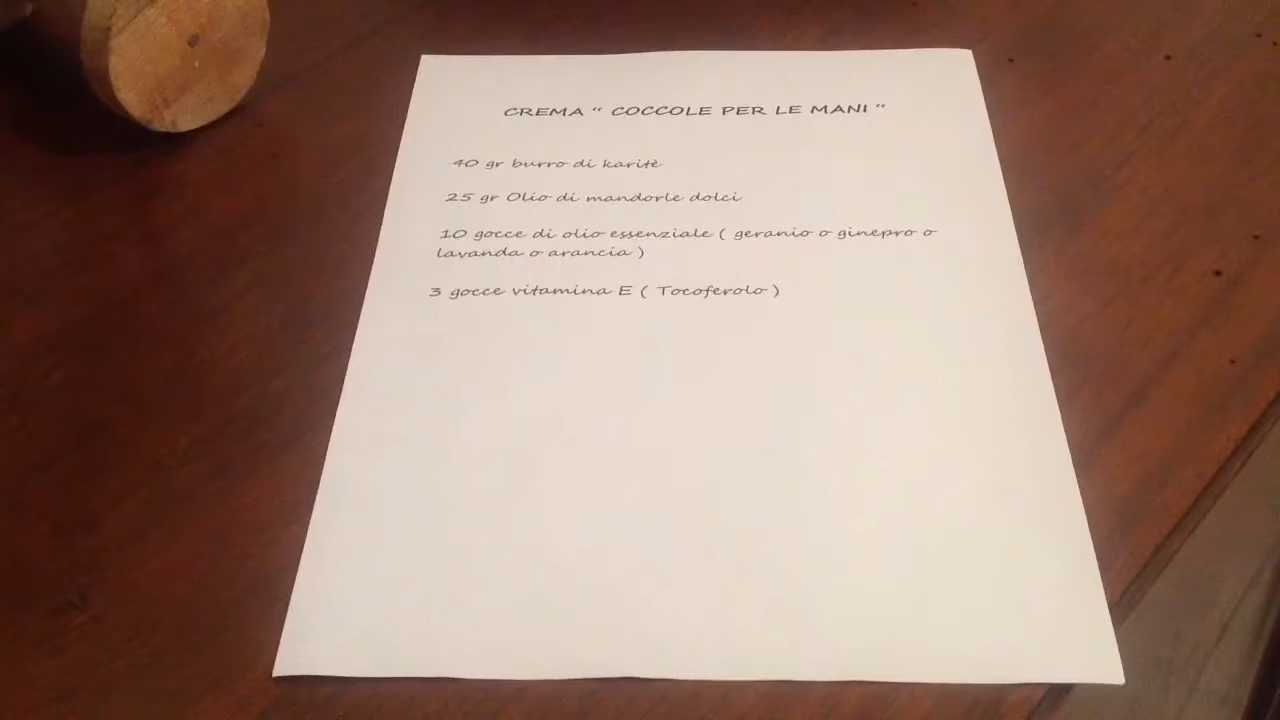 CREMA " COCCOLE PER LE MANI "
40 gr burro di karitè
25 gr Olio di mandorle dolci
10 gocce di olio essenziale ( geranio o ginepro o
lavanda o arancia )
3 gocce vitamina E ( Tocoferolo )